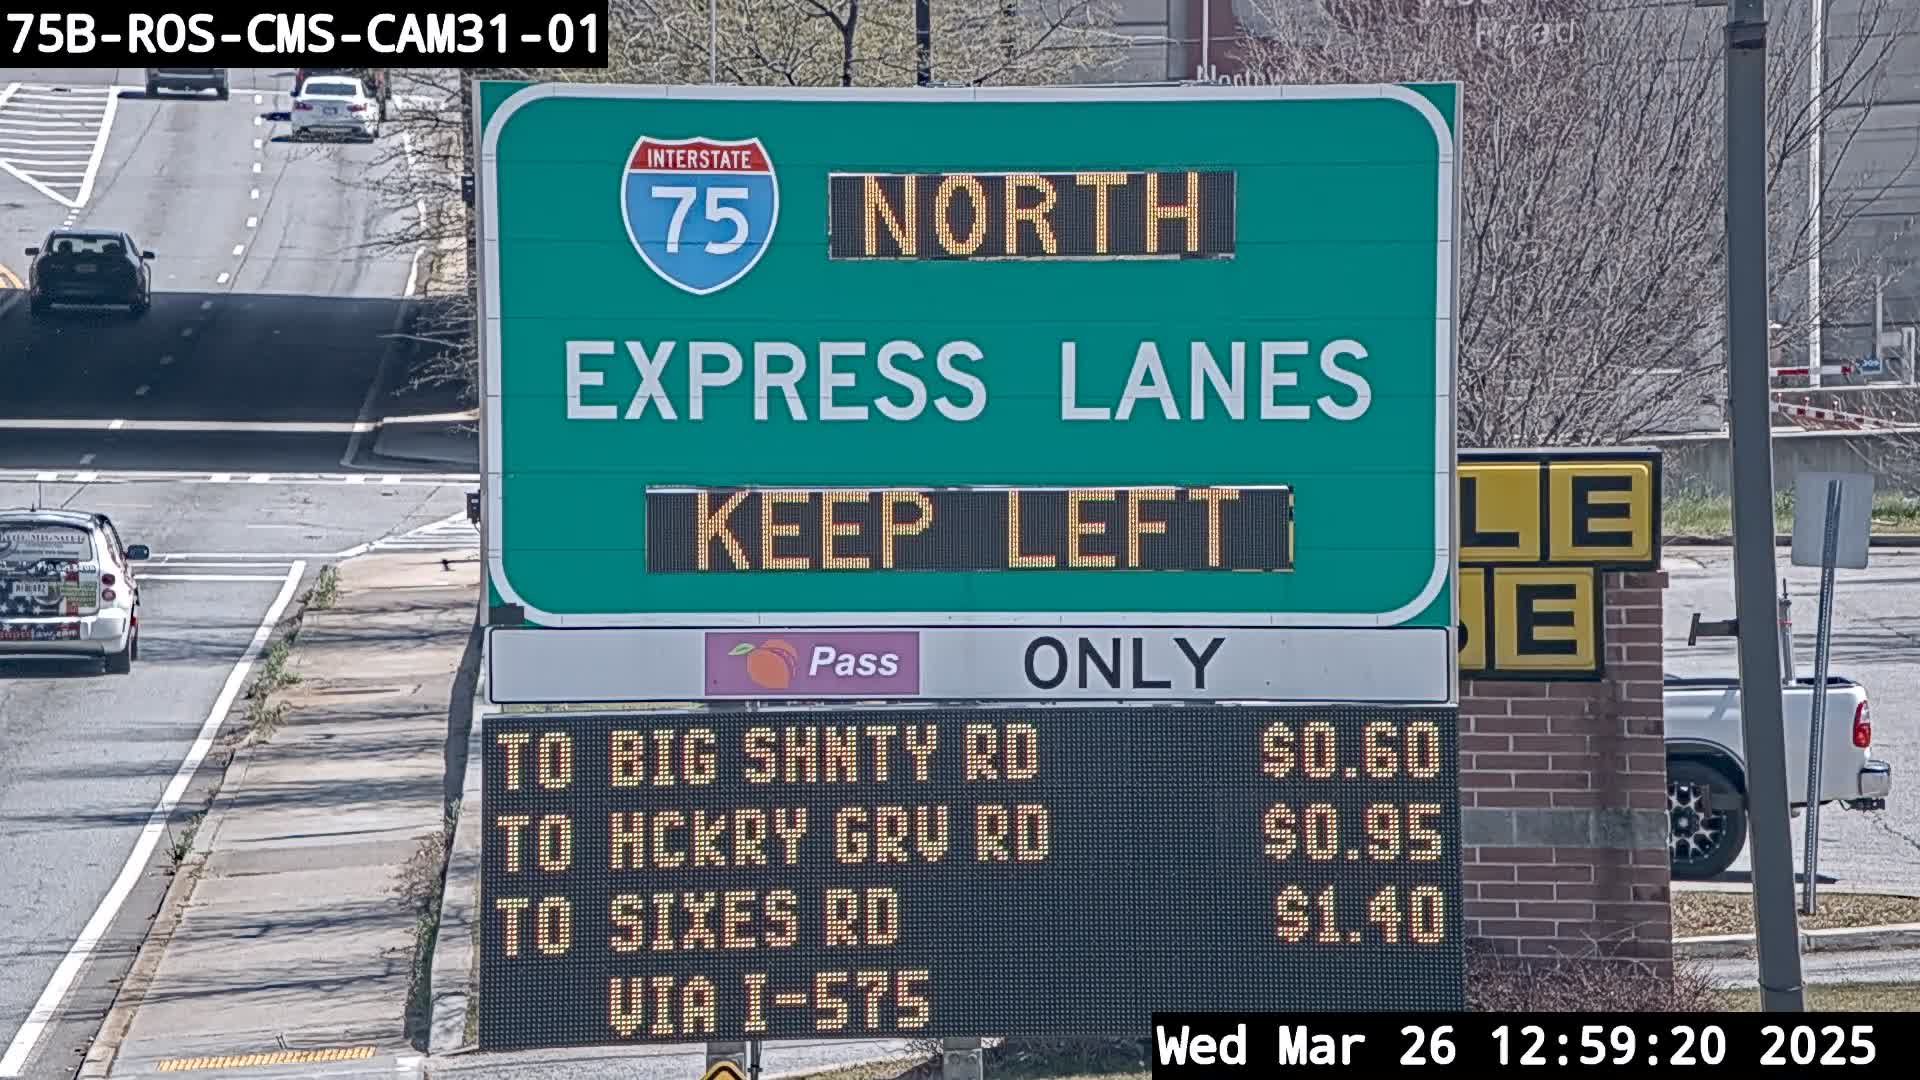 75B-ROS-CMS-CAM31-01
Road
INTERSTATE
75
NORTH
EXPRESS LANES
KEEP LEFT
LE
E
Pass ONLY
TO BIG SHNTY RD $0.60
TO HCKRY GRV RD $0.95
TO SIXES RD $1.40
VIA I-575
Wed Mar 26 12:59:20 2025